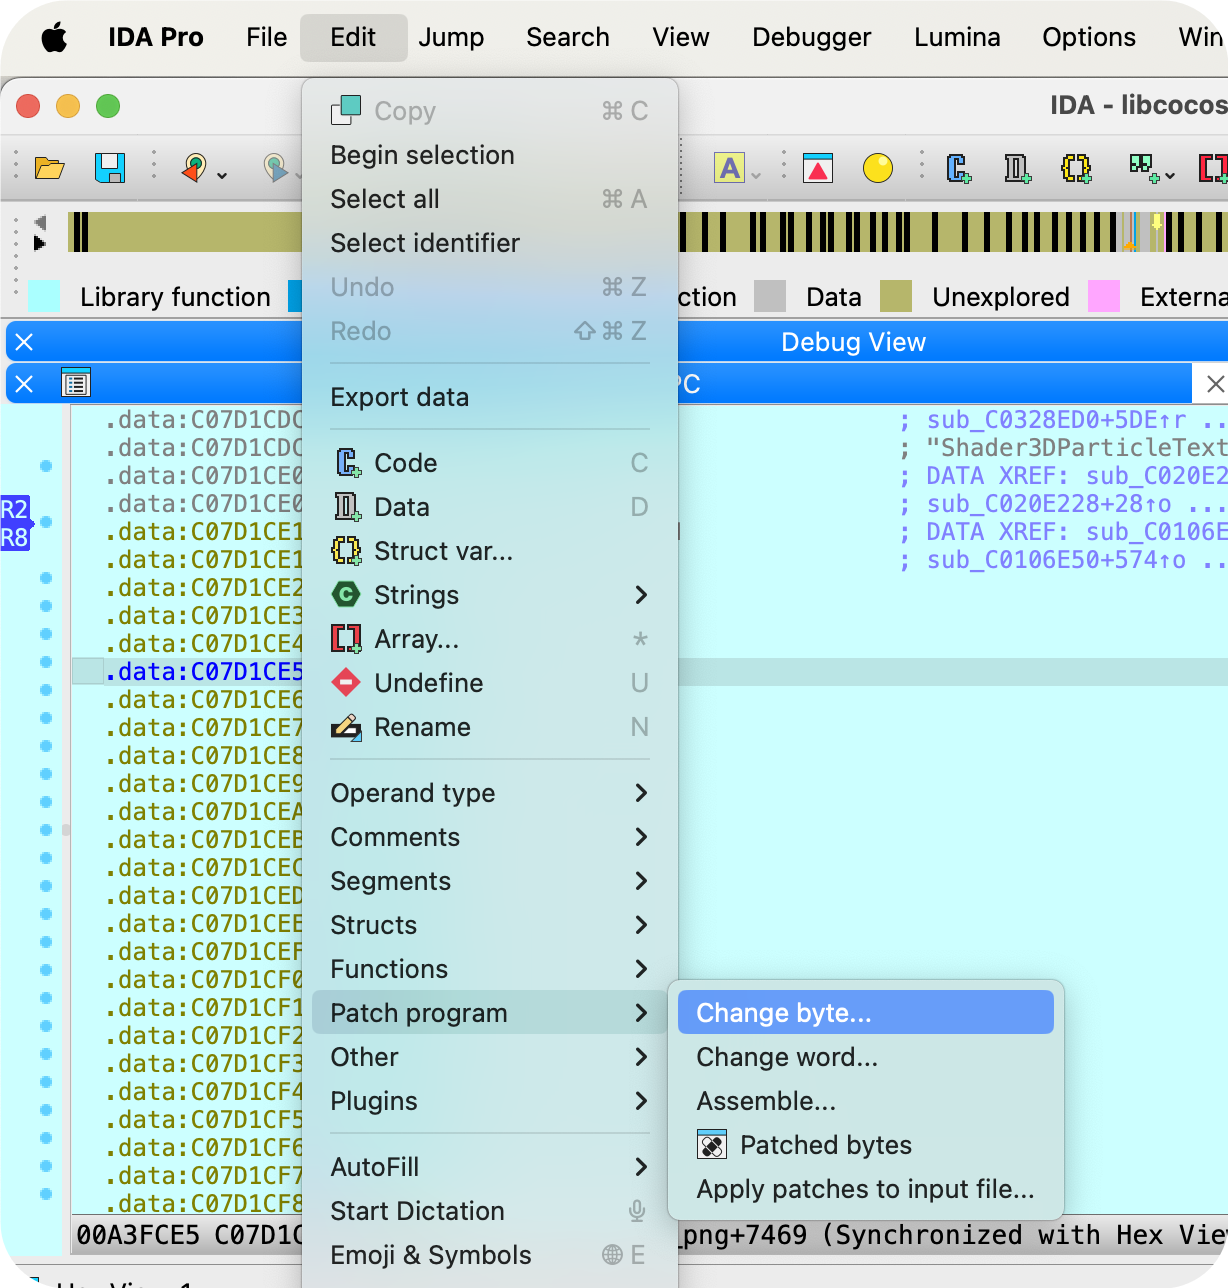 IDA Pro File Edit Jump Search View Debugger Lumina Options Win
IDA - libcocos
Copy ⌘ C
Begin selection
Select all ⌘ A
Select identifier
Undo ⌘ Z
Redo ⇧ ⌘ Z
Export data
Code C
Data D
Struct var...
Strings
Array... *
Undefine U
Rename N
Operand type
Comments
Segments
Structs
Functions
Patch program
Other
Plugins
AutoFill
Start Dictation
Emoji & Symbols E
Change byte...
Change word...
Assemble...
Patched bytes
Apply patches to input file...
A
Library function
ction Data Unexplored Externa
Debug View
PC
R2
R8
.data:C07D1CDC ; sub_C0328ED0+5DE↑r ...
.data:C07D1CDC ; "Shader3DParticleText
.data:C07D1CE0 ; DATA XREF: sub_C020E2
.data:C07D1CE0 ; sub_C020E228+28↑o ...
.data:C07D1CE1 ; DATA XREF: sub_C0106E
.data:C07D1CE1 ; sub_C0106E50+574↑o ..
.data:C07D1CE2
.data:C07D1CE3
.data:C07D1CE4
.data:C07D1CE5
.data:C07D1CE6
.data:C07D1CE7
.data:C07D1CE8
.data:C07D1CE9
.data:C07D1CEA
.data:C07D1CEB
.data:C07D1CEC
.data:C07D1CED
.data:C07D1CEE
.data:C07D1CEF
.data:C07D1CF0
.data:C07D1CF1
.data:C07D1CF2
.data:C07D1CF3
.data:C07D1CF4
.data:C07D1CF5
.data:C07D1CF6
.data:C07D1CF7
.data:C07D1CF8
00A3FCE5 C07D1C _png+7469 (Synchronized with Hex Vie
Hex View-1